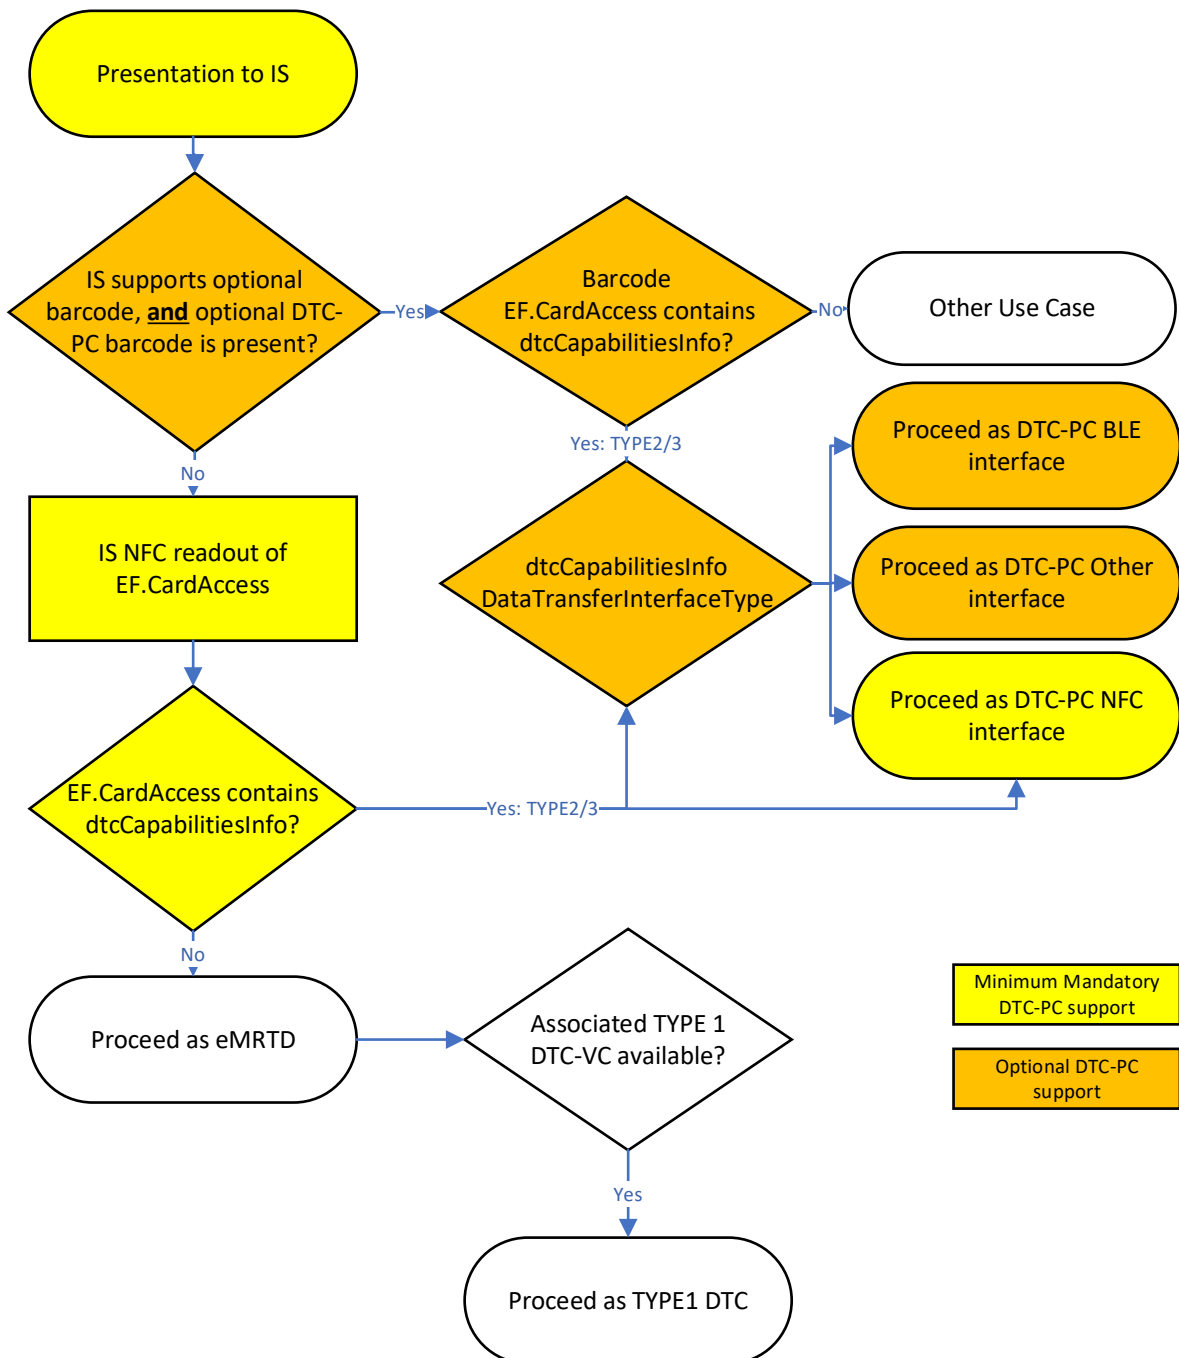 Presentation to IS
IS supports optional
barcode, and optional DTC-
PC barcode is present?
Yes
Barcode
EF.CardAccess contains
dtcCapabilitiesInfo?
No
Other Use Case
Yes: TYPE2/3
Proceed as DTC-PC BLE
interface
No
IS NFC readout of
EF.CardAccess
dtcCapabilitiesInfo
DataTransferInterfaceType
Proceed as DTC-PC Other
interface
Proceed as DTC-PC NFC
interface
EF.CardAccess contains
dtcCapabilitiesInfo?
Yes: TYPE2/3
No
Proceed as eMRTD
Associated TYPE 1
DTC-VC available?
Minimum Mandatory
DTC-PC support
Optional DTC-PC
support
Yes
Proceed as TYPE1 DTC